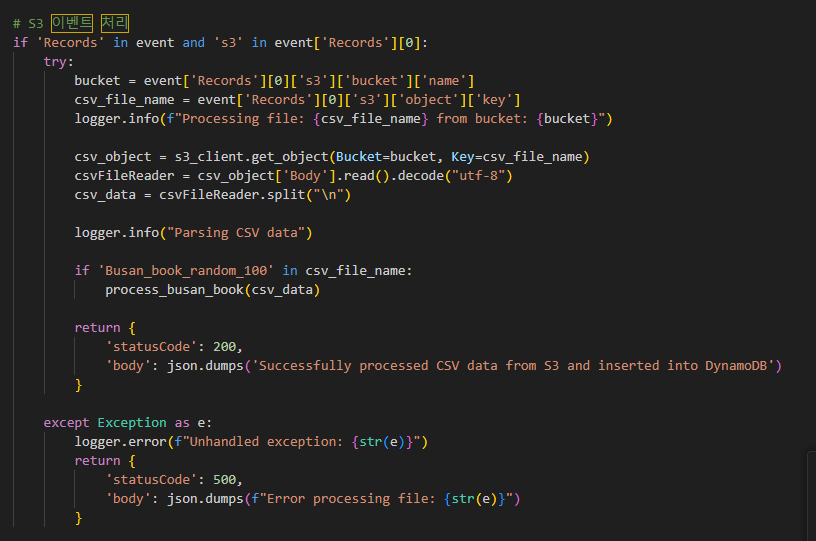 # S3 이벤트 처리
if 'Records' in event and 's3' in event['Records'][0]:
try:
bucket = event['Records'][0]['s3']['bucket']['name']
csv_file_name = event['Records'][0]['s3']['object']['key']
logger.info(f"Processing file: {csv_file_name} from bucket: {bucket}")
csv_object = s3_client.get_object(Bucket=bucket, Key=csv_file_name)
csvFileReader = csv_object['Body'].read().decode("utf-8")
csv_data = csvFileReader.split("\n")
logger.info("Parsing CSV data")
if 'Busan_book_random_100' in csv_file_name:
process_busan_book(csv_data)
return {
'statusCode': 200,
'body': json.dumps('Successfully processed CSV data from S3 and inserted into DynamoDB')
}
except Exception as e:
logger.error(f"Unhandled exception: {str(e)}")
return {
'statusCode': 500,
'body': json.dumps(f"Error processing file: {str(e)}")
}